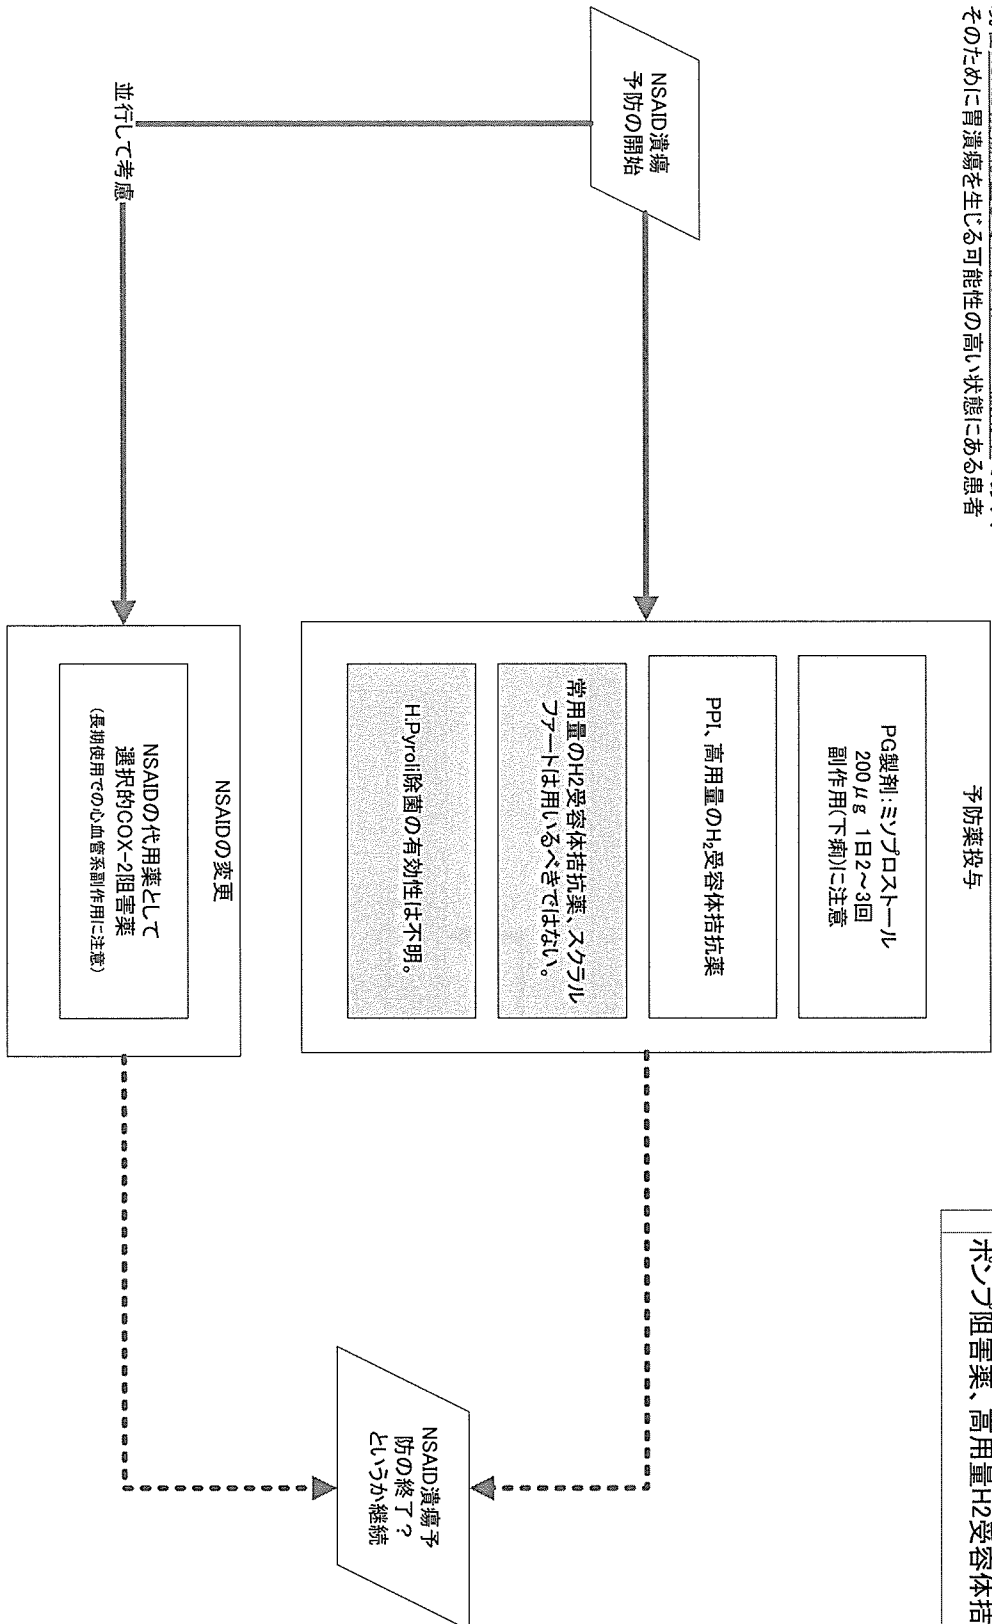 そのために胃潰瘍を生じる可能性の高い状態にある患者
ポンプ阻害薬、高用量H2受容体拮
予防薬投与
PG製剤：ミソプロストール
200μg 1日2～3回
副作用(下痢)に注意
NSAID潰瘍
予防の開始
PPI、高用量のH₂受容体拮抗薬
常用量のH2受容体拮抗薬、スクラル
ファートは用いるべきではない。
H.Pyroli除菌の有効性は不明。
NSAID潰瘍予
防の終了？
というか継続
並行して考慮
NSAIDの変更
NSAIDの代用薬として
選択的COX-2阻害薬
(長期使用での心血管系副作用に注意)